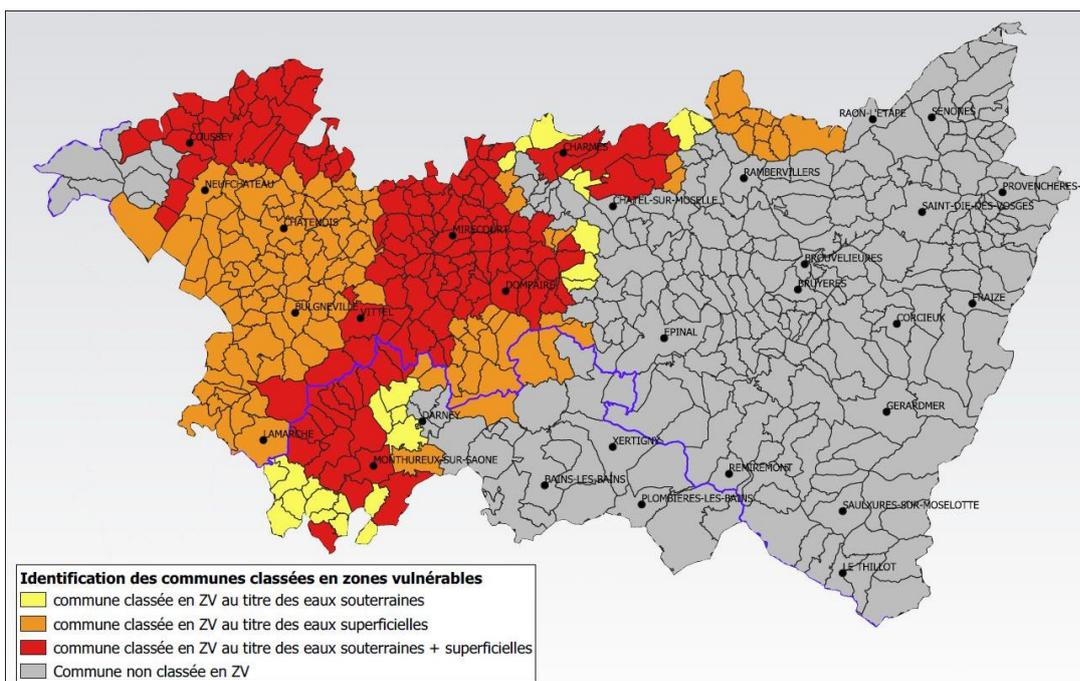 COUSSEY
NEUFCHATEAU
CHATENOIS
CHARMES
MIRECOURT
DOMPAIRE
BULGNEVILLE
VITTEL
LAMARCHE
DARNEY
MONTHUREUX-SUR-SAONE
CHATEL-SUR-MOSELLE
RAMBERVILLERS
RAON-L'ETAPE
SENONES
PROVENCHERES-
SAINT-DIE-DES-VOSGES
BROUVELIEURES
BRUYERES
FRAIZE
CORCIEUX
EPINAL
GERARDMER
XERTIGNY
BAINS-LES-BAINS
REMIREMONT
PLOMBIERES-LES-BAINS
SAULXURES-SUR-MOSELOTTE
LE THILLOT
Identification des communes classées en zones vulnérables
commune classée en ZV au titre des eaux souterraines
commune classée en ZV au titre des eaux superficielles
commune classée en ZV au titre des eaux souterraines + superficielles
Commune non classée en ZV